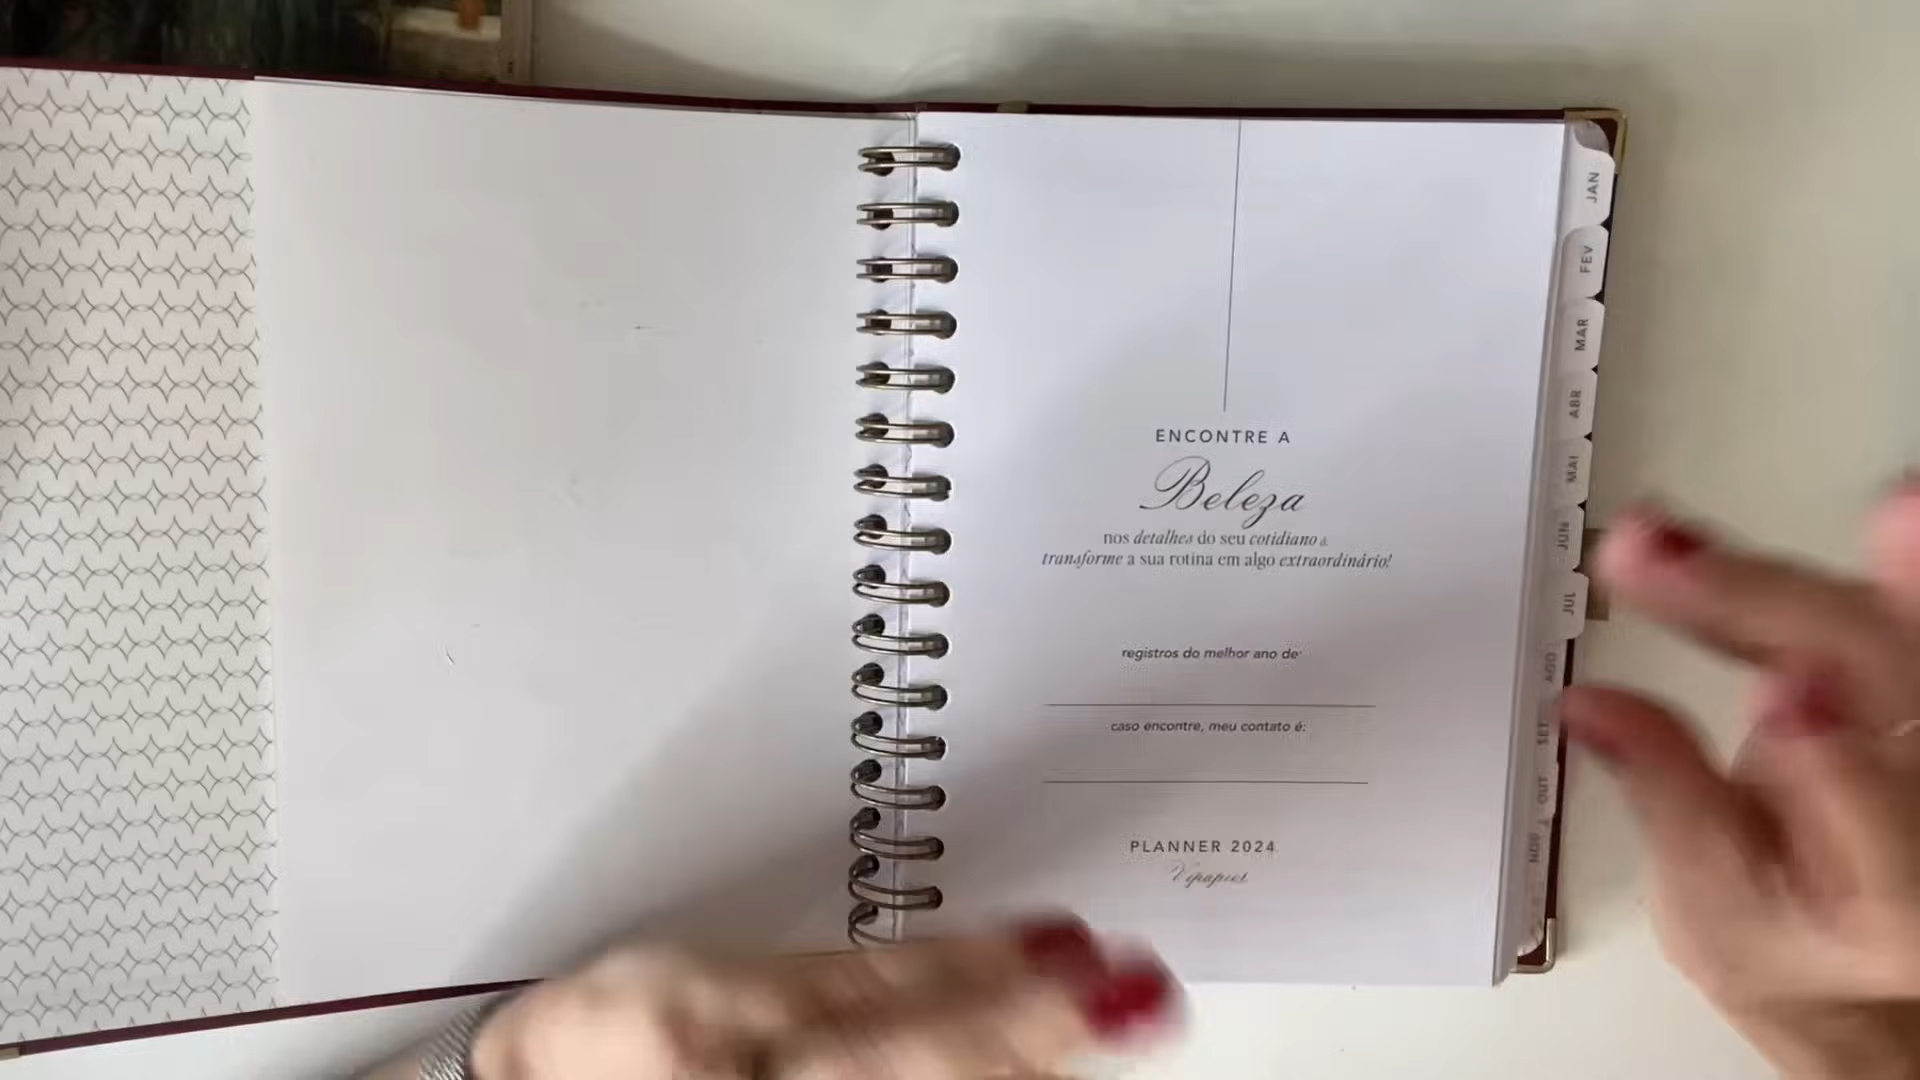 ENCONTRE A
Beleza
nos detalhes do seu cotidiano &
transforme a sua rotina em algo extraordinário!
registros do melhor ano de:
caso encontre, meu contato é:
PLANNER 2024
JAN
FEV
MAR
ABR
MAI
JUN
JUL
AGO
SET
OUT
NOV